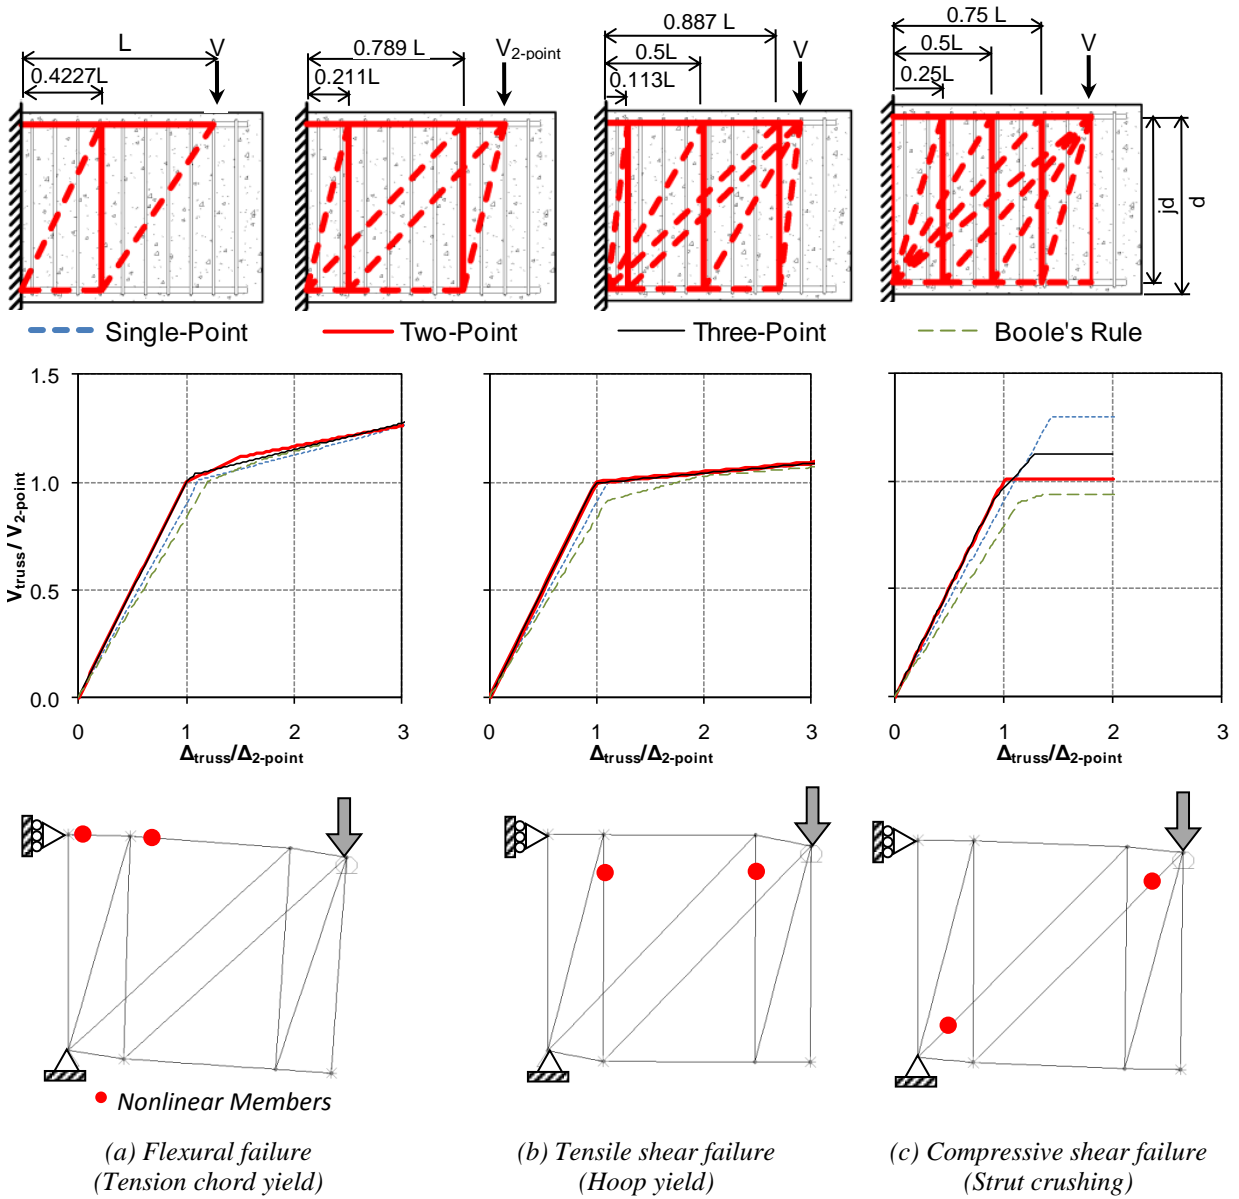 L
V
0.4227L
0.789 L
V2-point
0.211L
0.887 L
0.5L
V
0.113L
0.75 L
0.5L
V
0.25L
jd
d
Single-Point
Two-Point
Three-Point
Boole's Rule
Vtruss/ V2-point
1.5
1.0
0.5
0.0
0 1 2 3
Δtruss/Δ2-point
0 1 2 3
Δtruss/Δ2-point
0 1 2 3
Δtruss/Δ2-point
Nonlinear Members
(a) Flexural failure
(Tension chord yield)
(b) Tensile shear failure
(Hoop yield)
(c) Compressive shear failure
(Strut crushing)